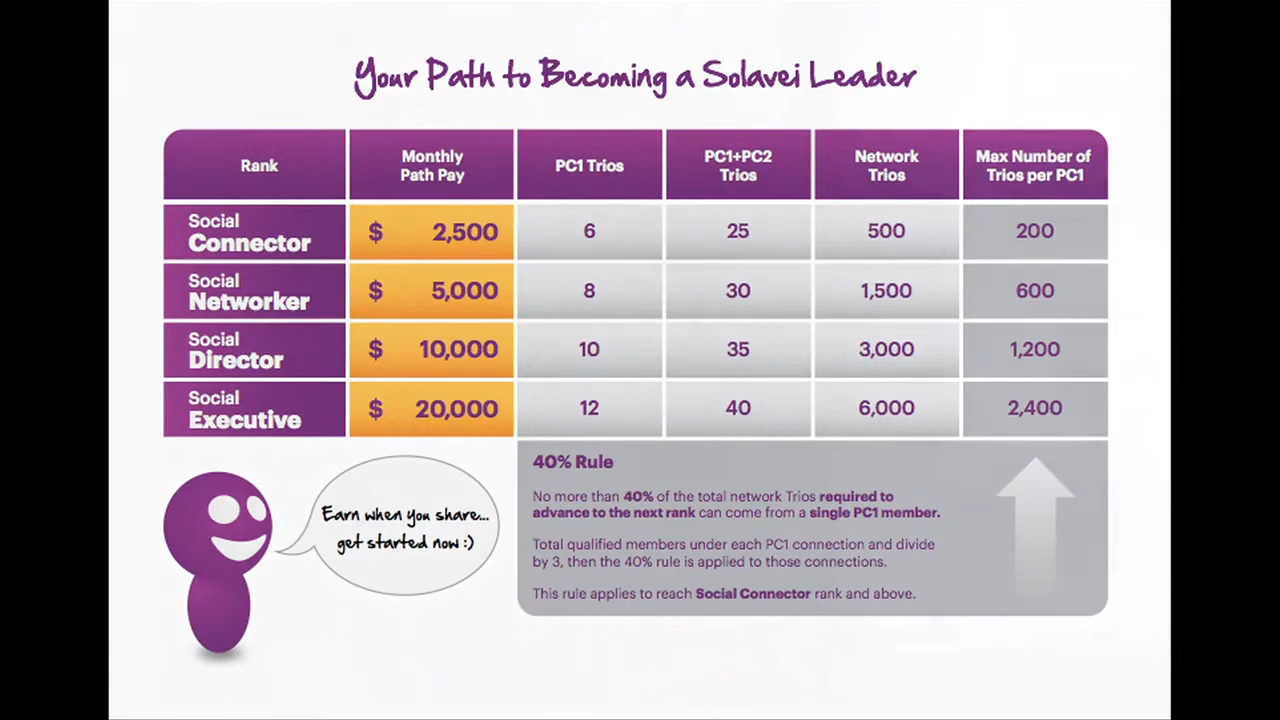 Your Path to Becoming a Solavei Leader
Rank
Monthly
Path Pay
PC1 Trios
PC1+PC2
Trios
Network
Trios
Max Number of
Trios per PC1
Social
Connector
$ 2,500
6
25
500
200
Social
Networker
$ 5,000
8
30
1,500
600
Social
Director
$ 10,000
10
35
3,000
1,200
Social
Executive
$ 20,000
12
40
6,000
2,400
40% Rule
No more than 40% of the total network Trios required to
advance to the next rank can come from a single PC1 member.
Total qualified members under each PC1 connection and divide
by 3, then the 40% rule is applied to those connections.
This rule applies to reach Social Connector rank and above.
Earn when you share...
get started now :)